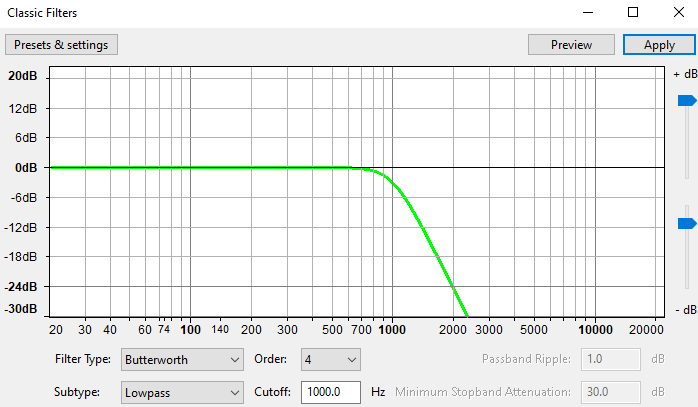 Classic Filters
Presets & settings Preview Apply
+ dB
20dB
12dB
6dB
0dB
-6dB
-12dB
-18dB
-24dB
-30dB
- dB
20 30 40 60 74 100 140 200 300 500 700 1000 2000 3000 5000 10000 20000
Filter Type: Butterworth Order: 4 Passband Ripple: 1.0 dB
Subtype: Lowpass Cutoff: 1000.0 Hz Minimum Stopband Attenuation: 30.0 dB